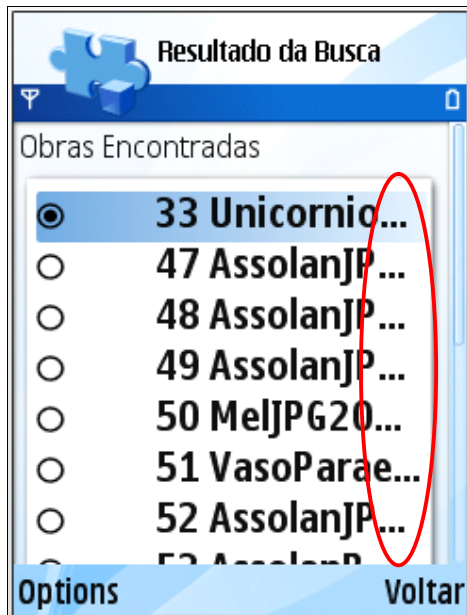 Resultado da Busca
Obras Encontradas
33 Unicornio...
47 AssolanJP...
48 AssolanJP...
49 AssolanJP...
50 MelJPG20...
51 VasoParae...
52 AssolanJP...
Options Voltar